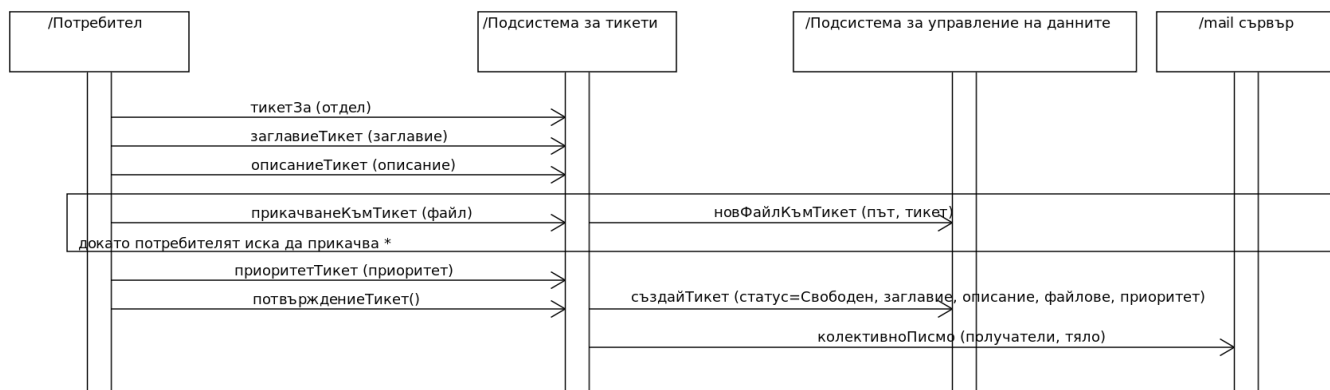 /Потребител
/Подсистема за тикети
/Подсистема за управление на данните
/mail сървър
тикетЗа (отдел)
заглавиеТикет (заглавие)
описаниеТикет (описание)
прикачванеКъмТикет (файл)
новФайлКъмТикет (път, тикет)
докато потребителят иска да прикачва *
приоритетТикет (приоритет)
потвърждениеТикет()
създайТикет (статус=Свободен, заглавие, описание, файлове, приоритет)
колективноПисмо (получатели, тяло)